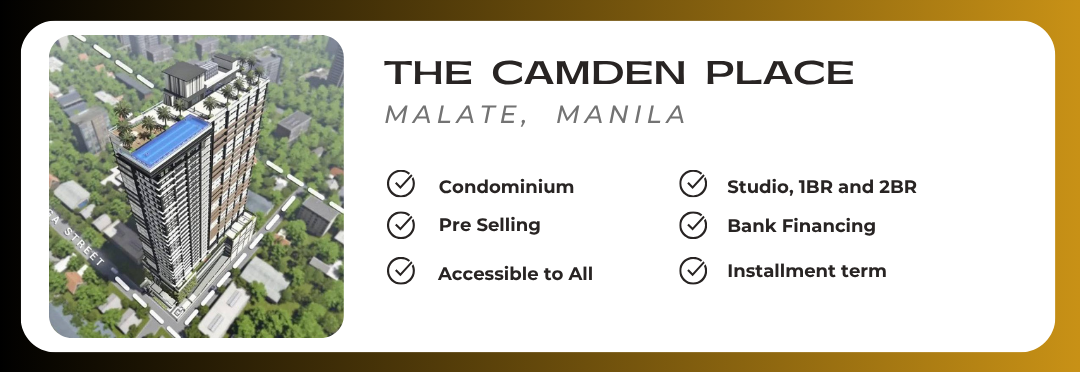 THE CAMDEN PLACE
MALATE, MANILA
Condominium
Pre Selling
Accessible to All
Studio, 1BR and 2BR
Bank Financing
Installment term
STREET